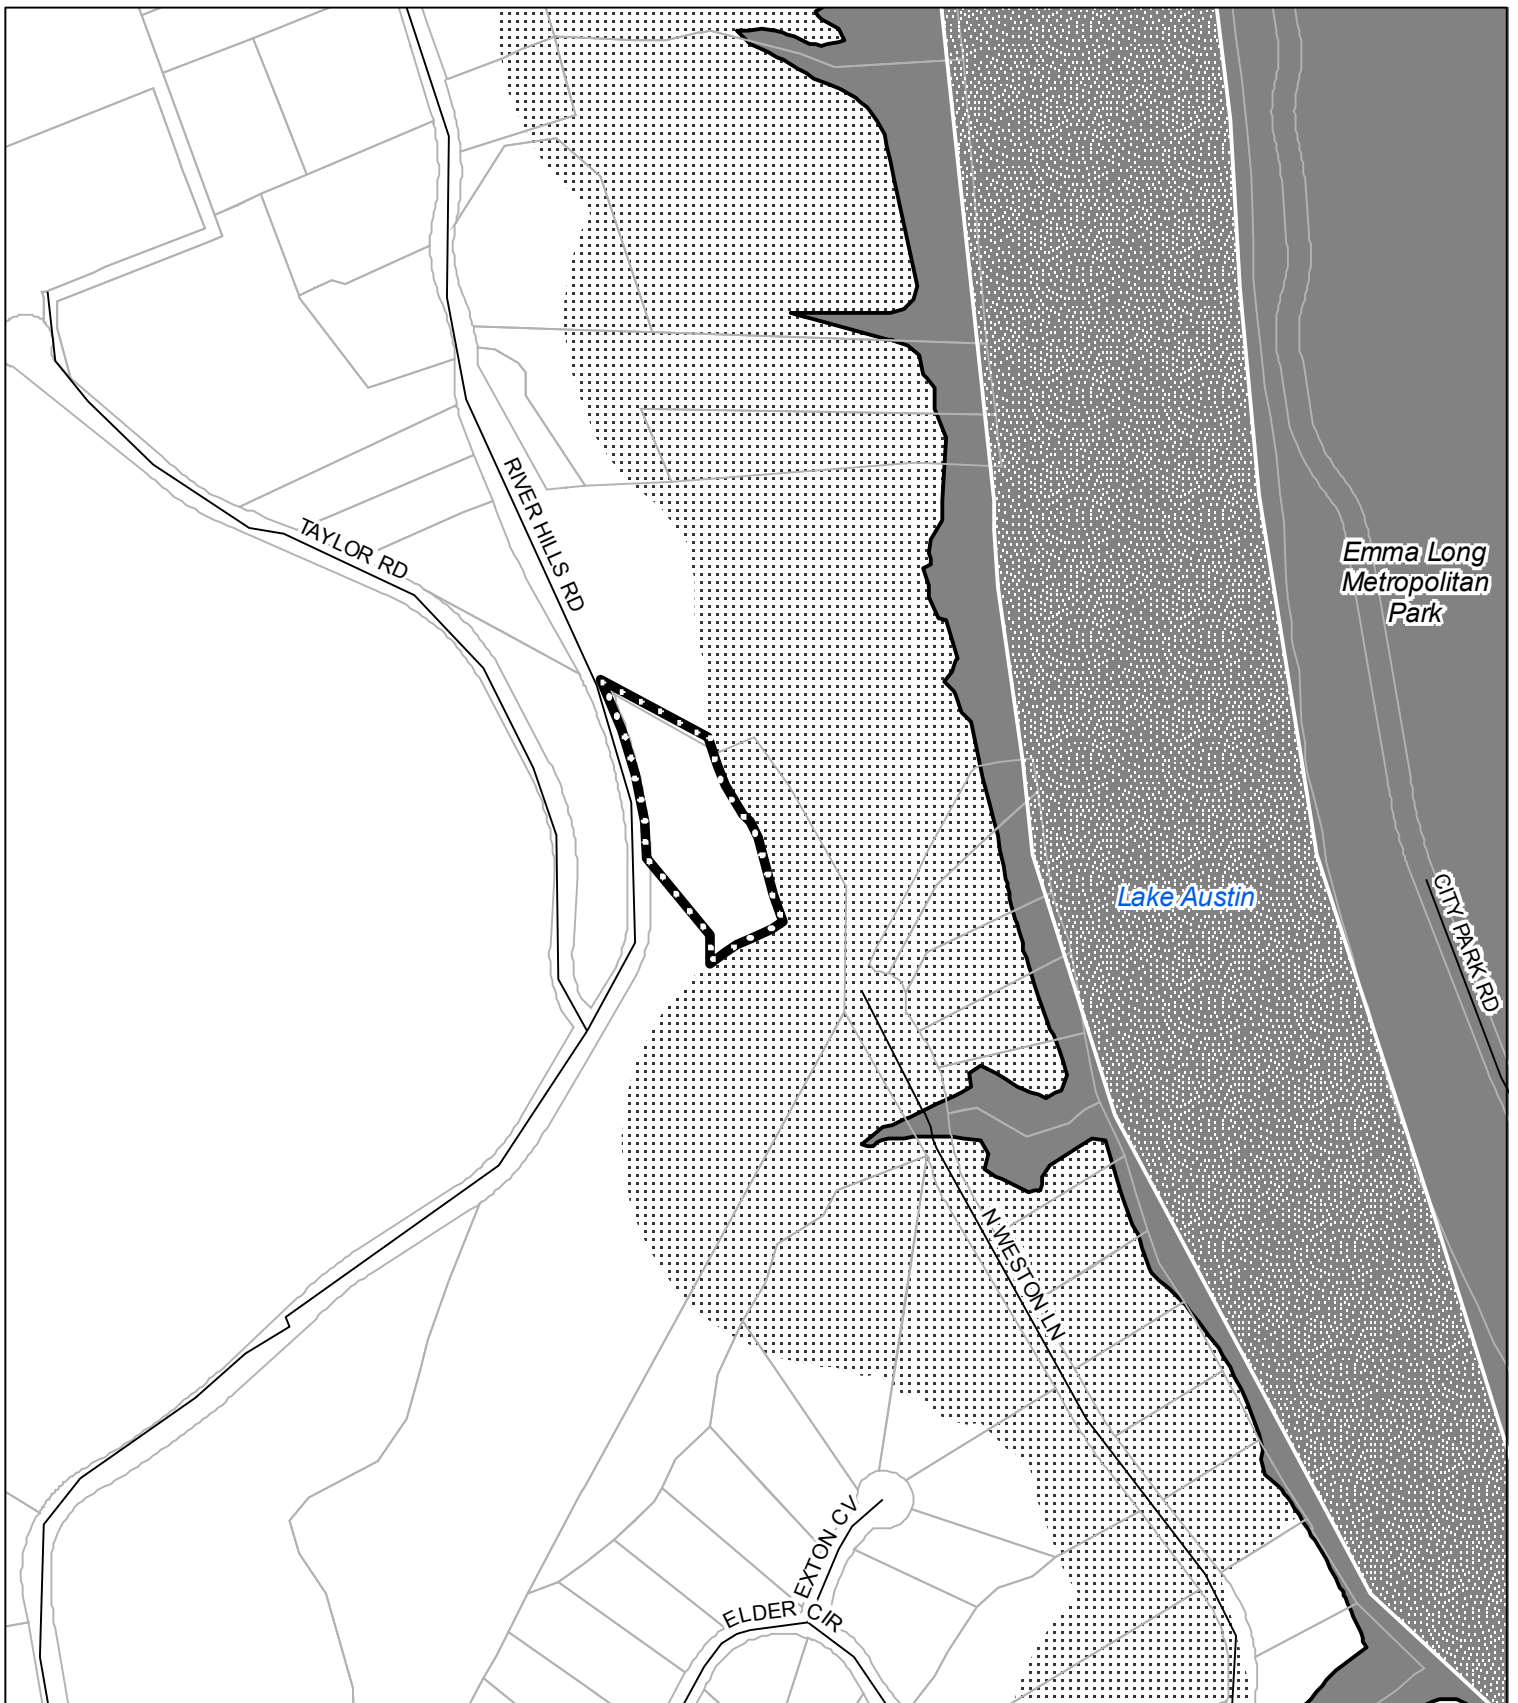 RIVER HILLS RD
TAYLOR RD
Emma Long
Metropolitan
Park
Lake Austin
CITY PARK RD
N WESTON LN
EXTON CV
ELDER CIR